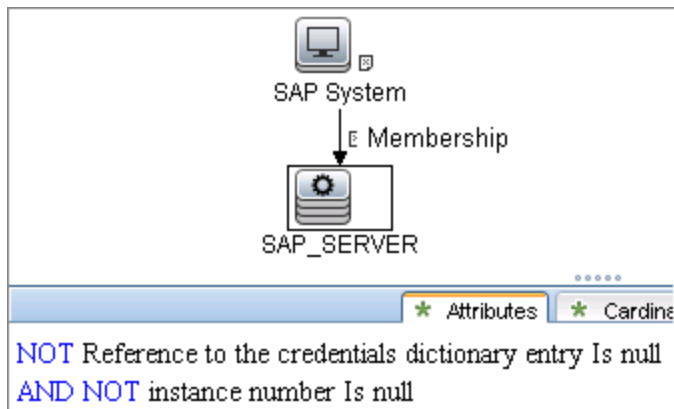 SAP System
Membership
SAP_SERVER
Attributes Cardina
NOT Reference to the credentials dictionary entry Is null
AND NOT instance number Is null